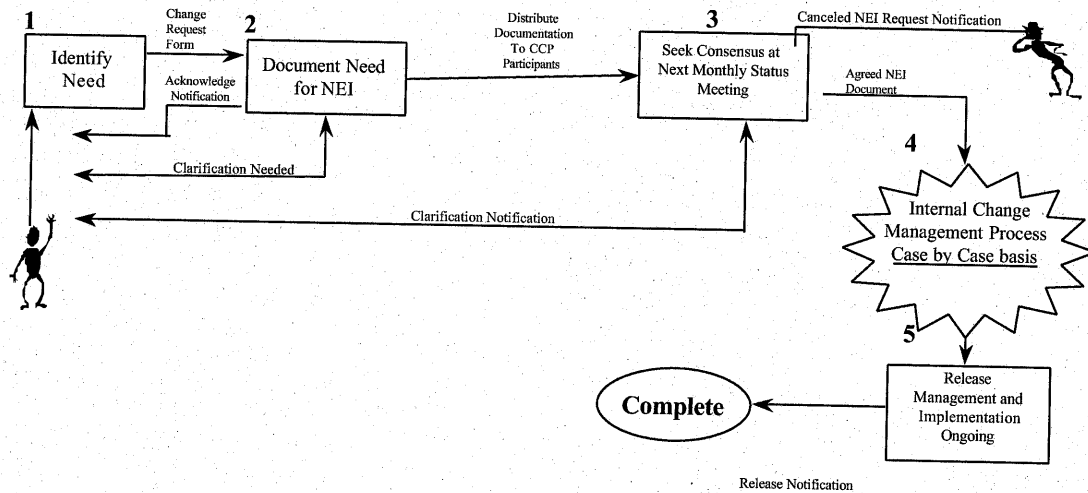 1
Identify
Need
Change
Request
Form
Acknowledge
Notification
2
Document Need
for NEI
Distribute
Documentation
To CCP
Participants
3
Seek Consensus at
Next Monthly Status
Meeting
Canceled NEI Request Notification
Agreed NEI
Document
Clarification Needed
Clarification Notification
4
Internal Change
Management Process
Case by Case basis
5
Release
Management and
Implementation
Ongoing
Complete
Release Notification